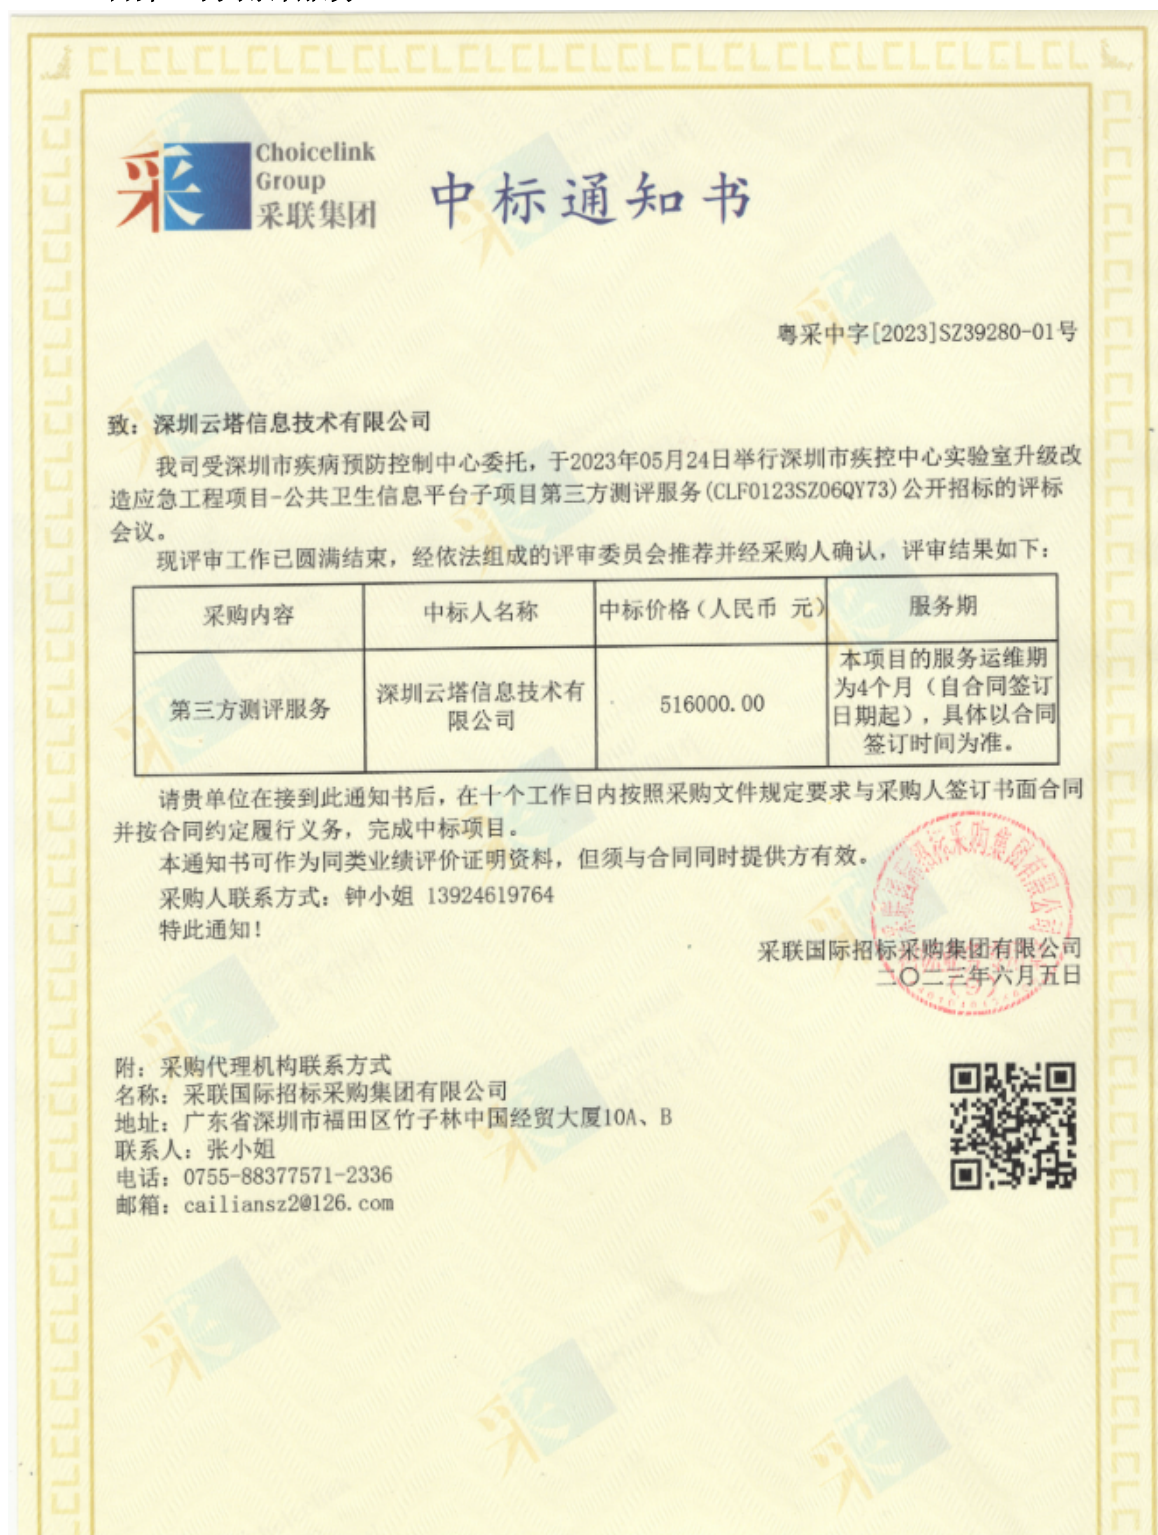 Choicelink
Group
采联集团
中标通知书
粤采中字[2023]SZ39280-01号
致：深圳云塔信息技术有限公司
我司受深圳市疾病预防控制中心委托，于2023年05月24日举行深圳市疾控中心实验室升级改
造应急工程项目-公共卫生信息平台子项目第三方测评服务(CLF0123SZ06QY73)公开招标的评标
会议。
现评审工作已圆满结束，经依法组成的评审委员会推荐并经采购人确认，评审结果如下：
采购内容 中标人名称 中标价格（人民币 元） 服务期
第三方测评服务 深圳云塔信息技术有
限公司 516000.00 本项目的服务运维期
为4个月（自合同签订
日期起），具体以合同
签订时间为准。
请贵单位在接到此通知书后，在十个工作日内按照采购文件规定要求与采购人签订书面合同
并按合同约定履行义务，完成中标项目。
本通知书可作为同类业绩评价证明资料，但须与合同同时提供方有效。
采购人联系方式：钟小姐 13924619764
特此通知！
采联国际招标采购集团有限公司
二〇二三年六月五日
附：采购代理机构联系方式
名称：采联国际招标采购集团有限公司
地址：广东省深圳市福田区竹子林中国经贸大厦10A、B
联系人：张小姐
电话：0755-88377571-2336
邮箱：cailiansz2@126.com